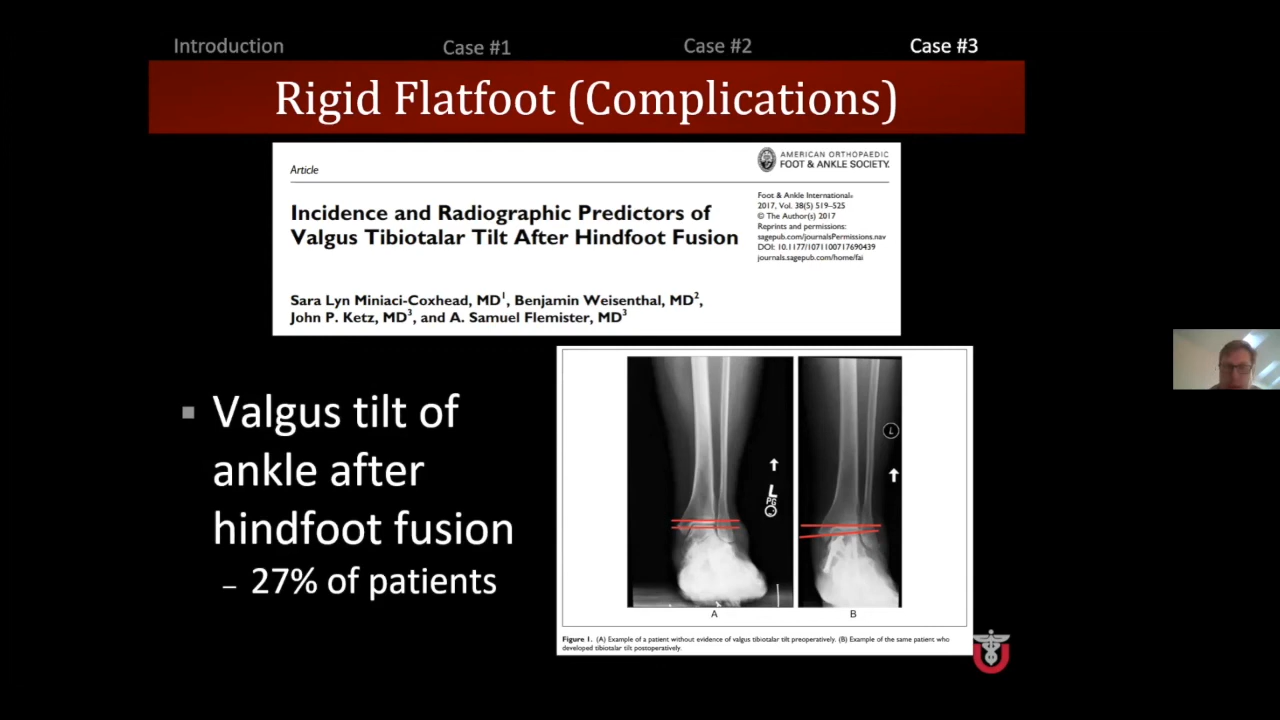 Introduction
Case #1
Case #2
Case #3
Rigid Flatfoot (Complications)
Article
AMERICAN ORTHOPAEDIC
FOOT & ANKLE SOCIETY.
Incidence and Radiographic Predictors of
Valgus Tibiotalar Tilt After Hindfoot Fusion
Foot & Ankle International®
2017, Vol. 38(5) 519–525
© The Author(s) 2017
Reprints and permissions:
sagepub.com/journalsPermissions.nav
DOI: 10.1177/1071100717690439
journals.sagepub.com/home/fai
Sara Lyn Miniaci-Coxhead, MD1, Benjamin Weisenthal, MD2,
John P. Ketz, MD3, and A. Samuel Flemister, MD3
▪ Valgus tilt of
ankle after
hindfoot fusion
– 27% of patients
L
L
A
B
Figure 1. (A) Example of a patient without evidence of valgus tibiotalar tilt preoperatively. (B) Example of the same patient who
developed tibiotalar tilt postoperatively.
U